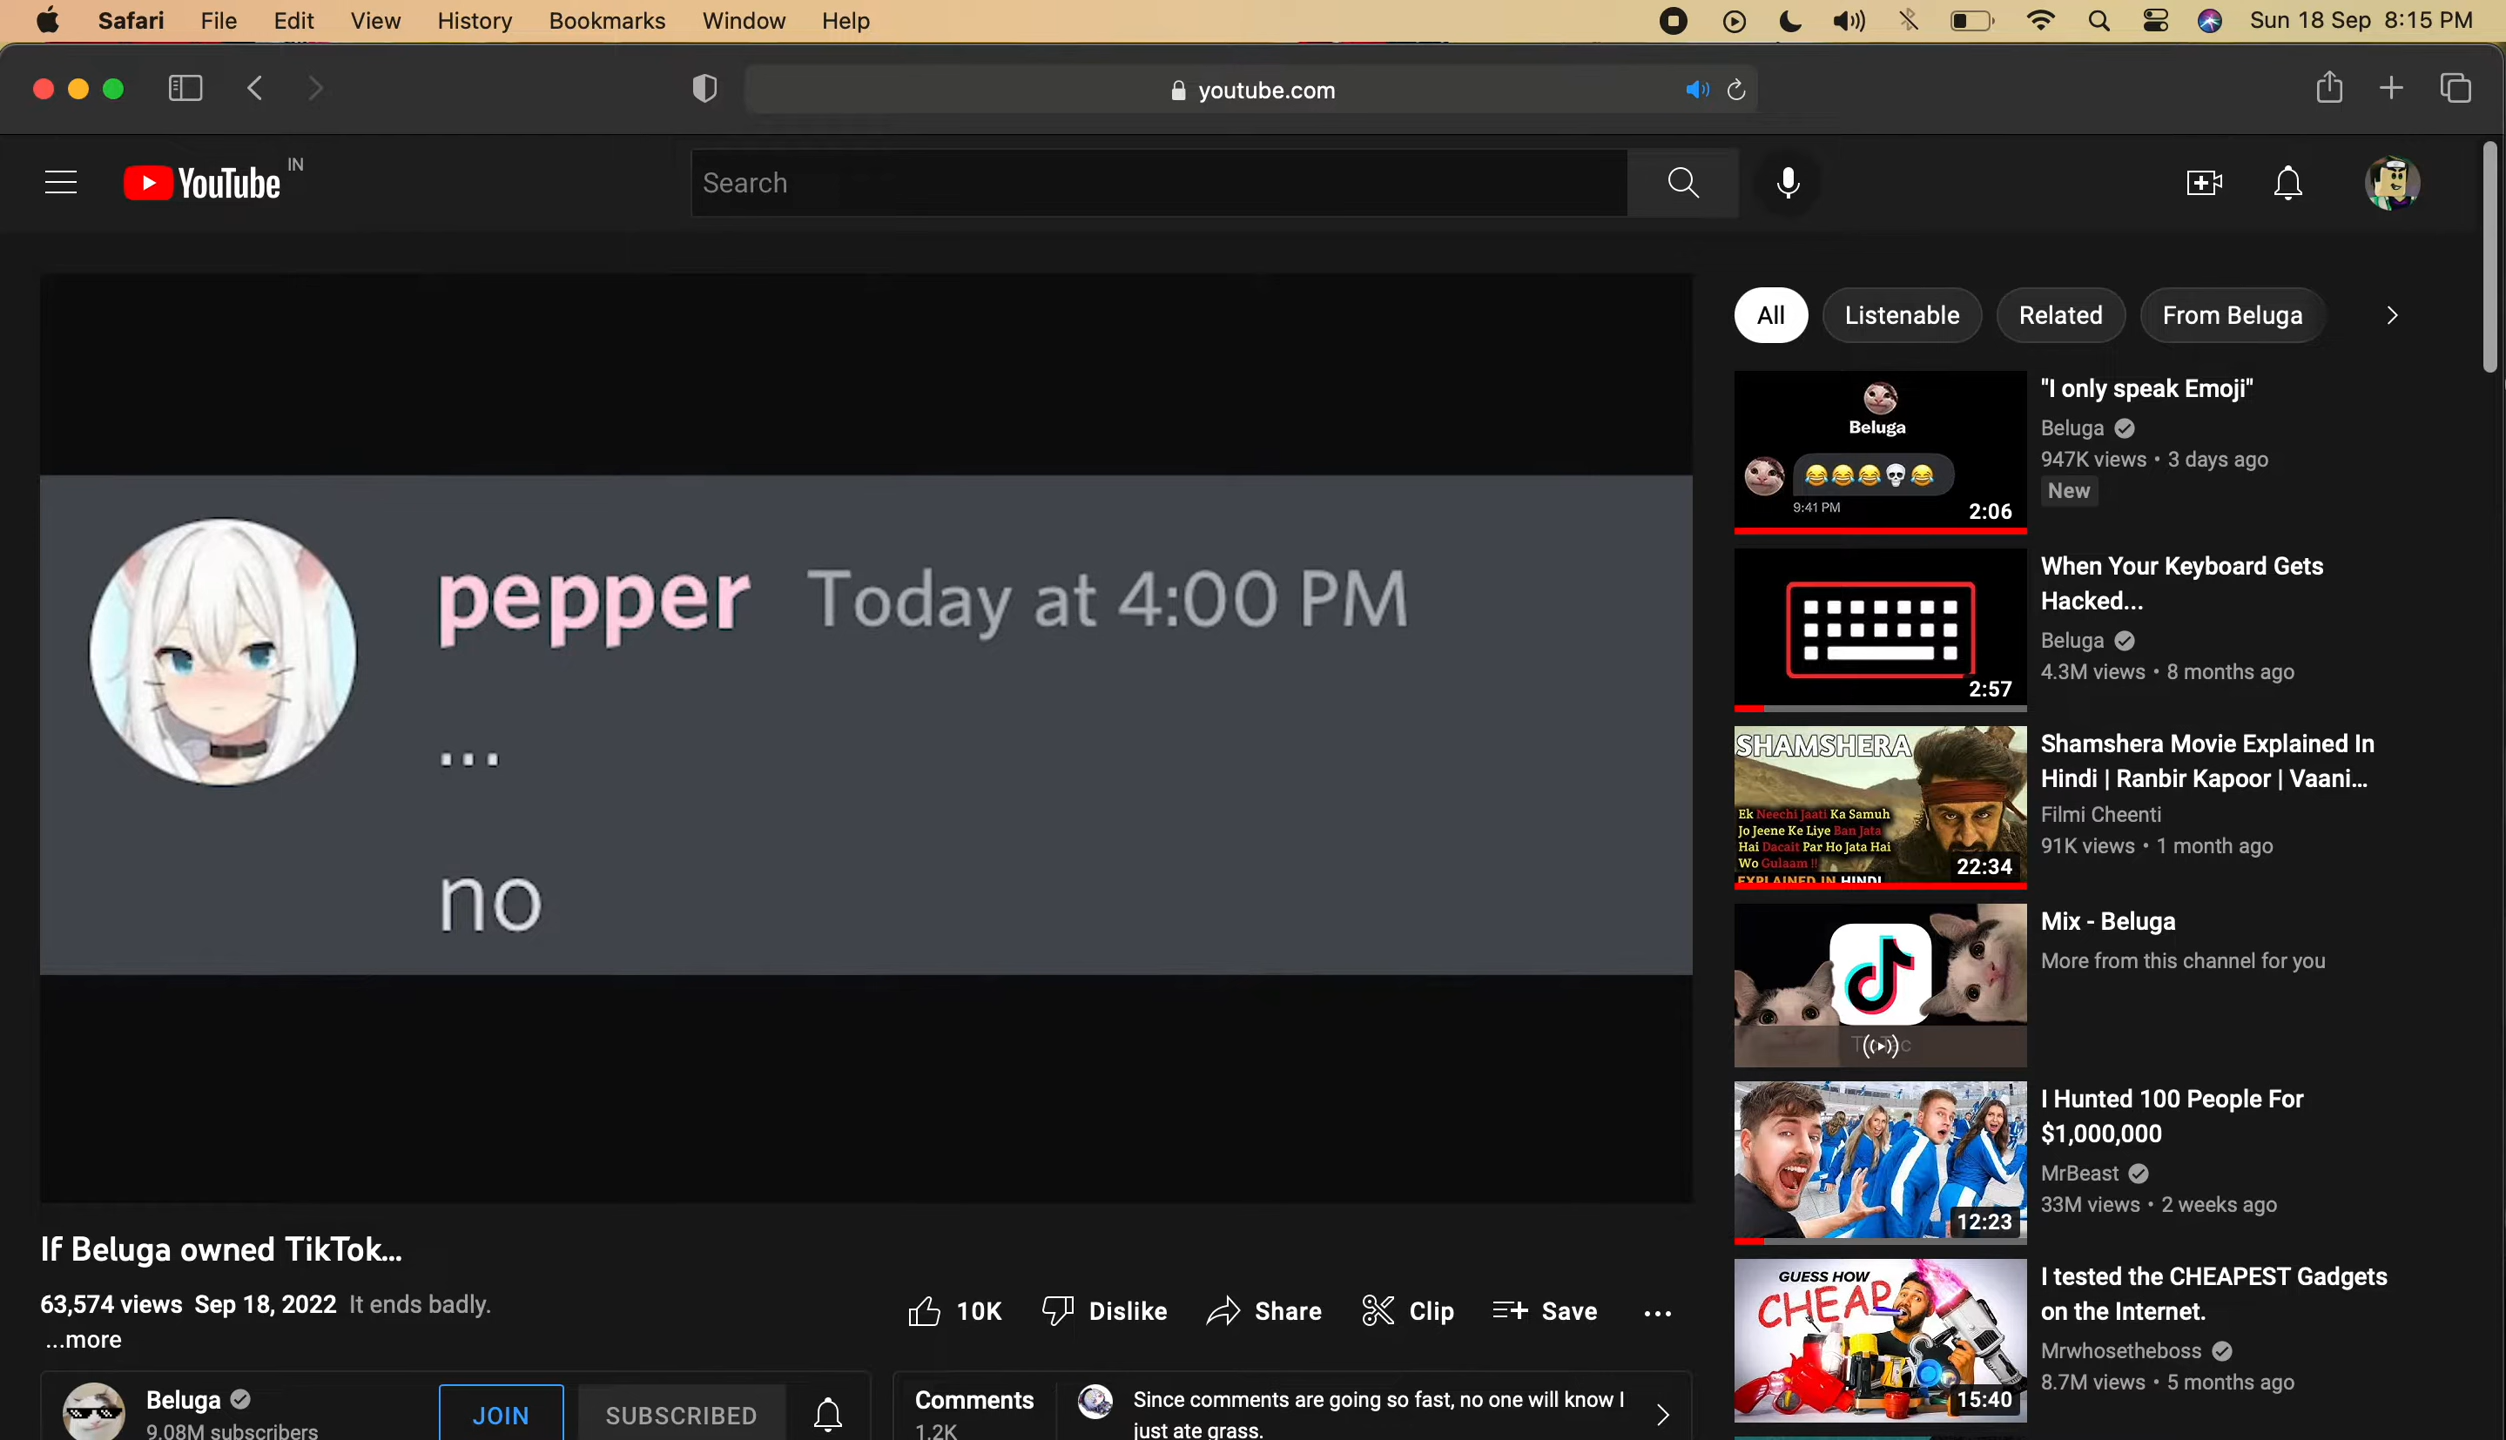 Safari File Edit View History Bookmarks Window Help Sun 18 Sep 8:15 PM
youtube.com
YouTube IN
Search
All Listenable Related From Beluga
pepper Today at 4:00 PM
...
no
If Beluga owned TikTok...
63,574 views Sep 18, 2022 It ends badly.
...more
10K Dislike Share Clip Save
Beluga
9.08M subscribers
JOIN SUBSCRIBED
Comments
1.2K
Since comments are going so fast, no one will know I
just ate grass.
Beluga
9:41 PM
2:06
"I only speak Emoji"
Beluga
947K views • 3 days ago
New
2:57
When Your Keyboard Gets
Hacked...
Beluga
4.3M views • 8 months ago
SHAMSHERA
Ek Neechi Jaati Ka Samuh
Jo Jeene Ke Liye Ban Jata
Hai Dacait Par Ho Jata Hai
Wo Gulaam !!
EXPLAINED IN HINDI
22:34
Shamshera Movie Explained In
Hindi | Ranbir Kapoor | Vaani...
Filmi Cheenti
91K views • 1 month ago
Mix - Beluga
More from this channel for you
12:23
I Hunted 100 People For
$1,000,000
MrBeast
33M views • 2 weeks ago
GUESS HOW
CHEAP
15:40
I tested the CHEAPEST Gadgets
on the Internet.
Mrwhosetheboss
8.7M views • 5 months ago